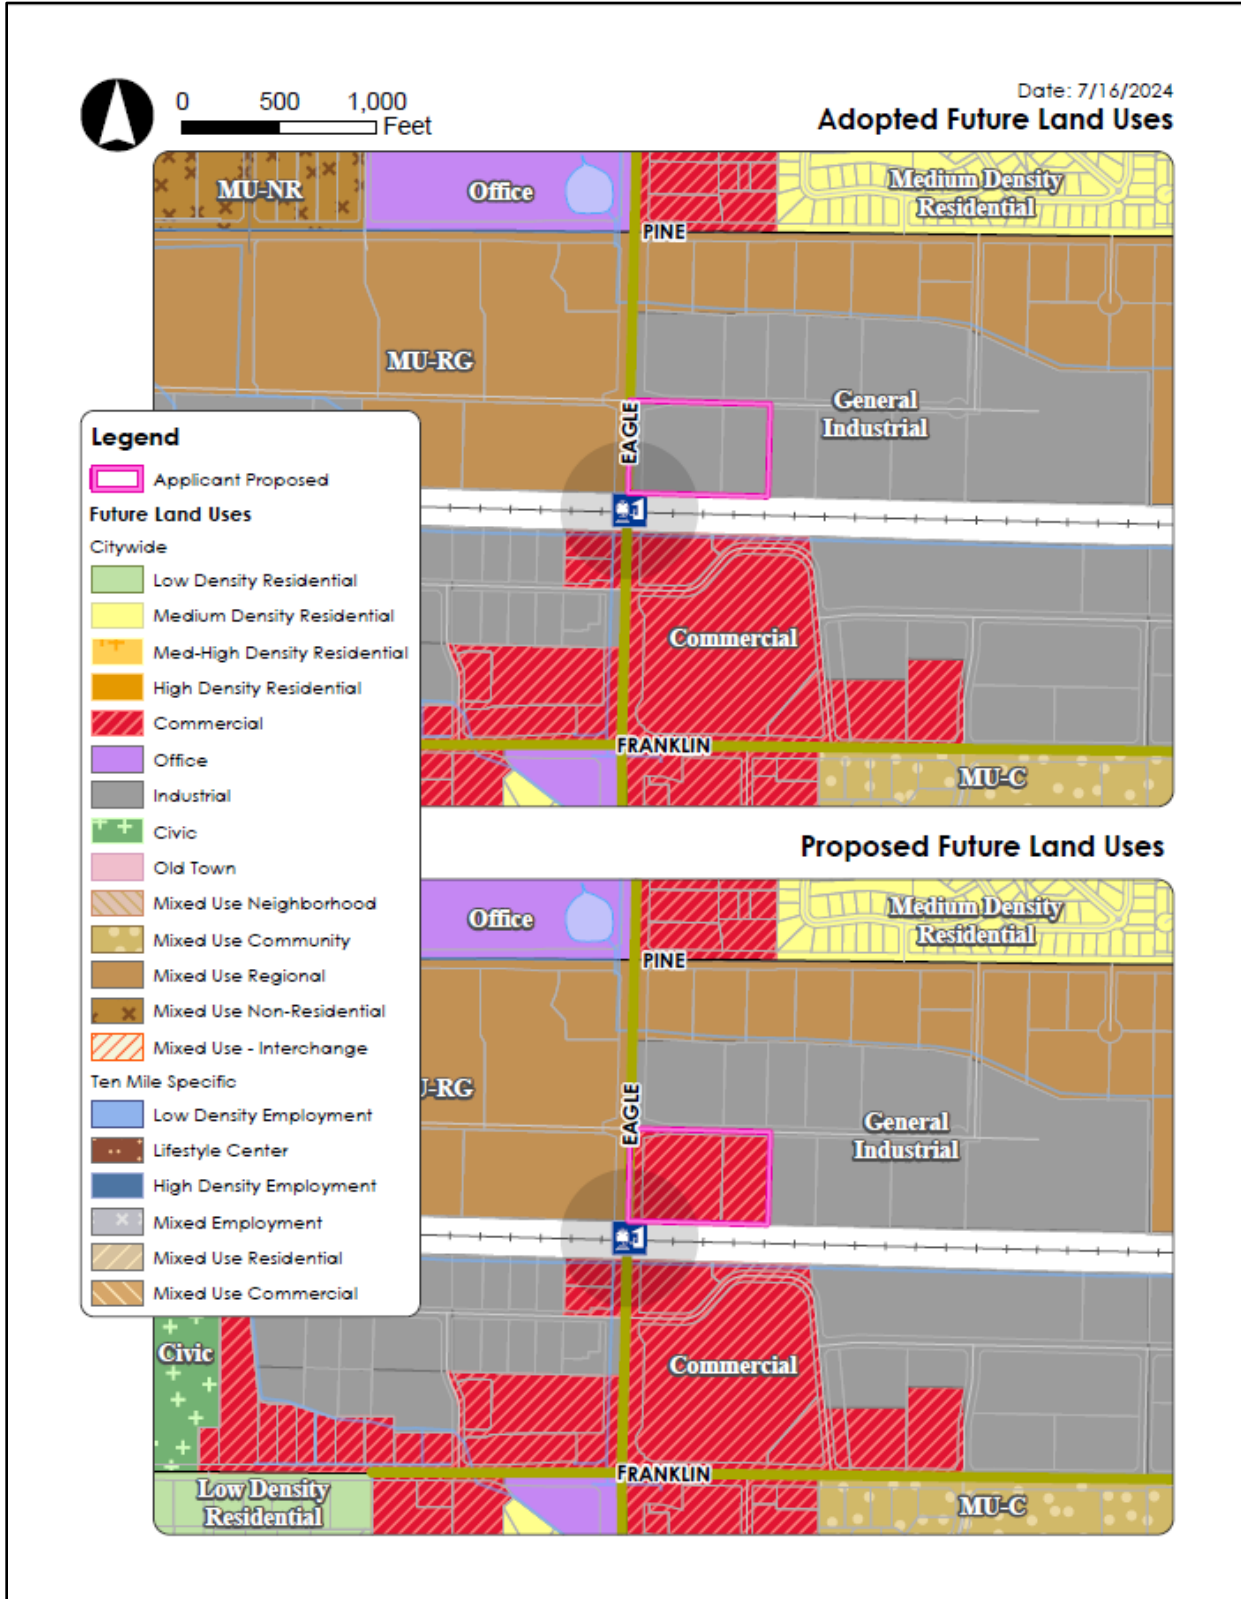 Date: 7/16/2024
Adopted Future Land Uses
0 500 1,000
Feet
MU-NR
Office
Medium Density
Residential
PINE
MU-RG
General
Industrial
EAGLE
Commercial
FRANKLIN
MU-C
Legend
Applicant Proposed
Future Land Uses
Citywide
Low Density Residential
Medium Density Residential
Med-High Density Residential
High Density Residential
Commercial
Office
Industrial
Civic
Old Town
Mixed Use Neighborhood
Mixed Use Community
Mixed Use Regional
Mixed Use Non-Residential
Mixed Use - Interchange
Ten Mile Specific
Low Density Employment
Lifestyle Center
High Density Employment
Mixed Employment
Mixed Use Residential
Mixed Use Commercial
Proposed Future Land Uses
Office
Medium Density
Residential
PINE
U-RG
General
Industrial
EAGLE
Civic
Commercial
FRANKLIN
Low Density
Residential
MU-C